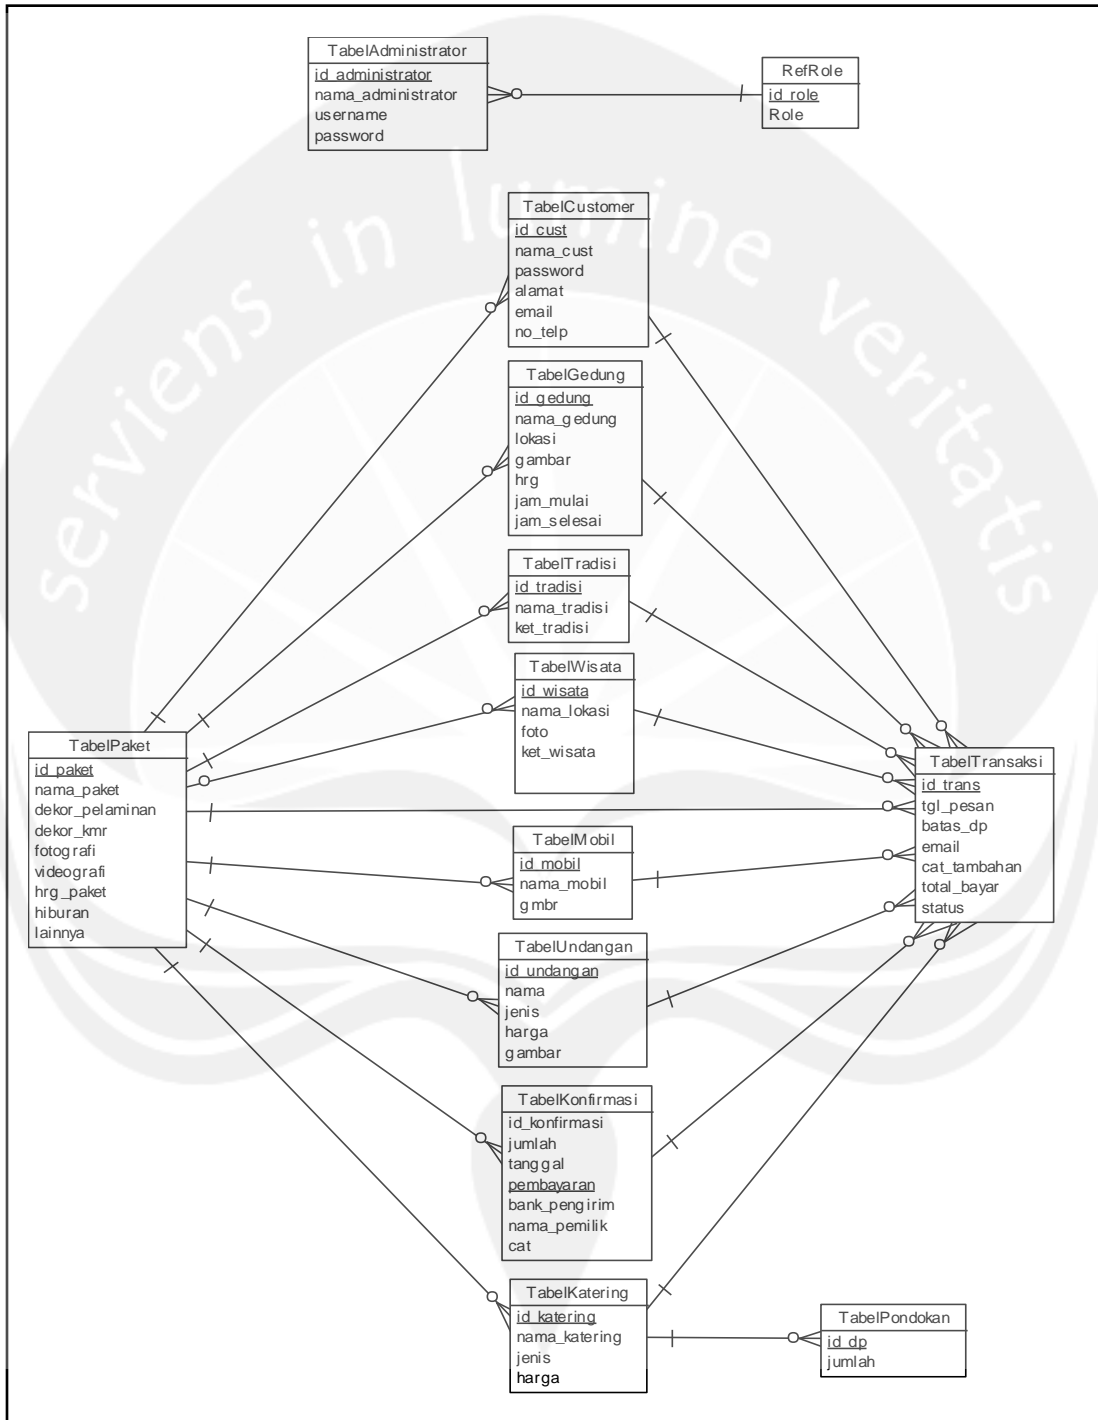 serviens in lumine veritatis
TabelAdministrator
id_administrator
nama_administrator
username
password
RefRole
id_role
Role
TabelCustomer
id_cust
nama_cust
password
alamat
email
no_telp
TabelGedung
id_gedung
nama_gedung
lokasi
gambar
hrg
jam_mulai
jam_selesai
TabelTradisi
id_tradisi
nama_tradisi
ket_tradisi
TabelWisata
id_wisata
nama_lokasi
foto
ket_wisata
TabelPaket
id_paket
nama_paket
dekor_pelaminan
dekor_kmr
fotografi
videografi
hrg_paket
hiburan
lainnya
TabelTransaksi
id_trans
tgl_pesan
batas_dp
email
cat_tambahan
total_bayar
status
TabelMobil
id_mobil
nama_mobil
gmbr
TabelUndangan
id_undangan
nama
jenis
harga
gambar
TabelKonfirmasi
id_konfirmasi
jumlah
tanggal
pembayaran
bank_pengirim
nama_pemilik
cat
TabelKatering
id_katering
nama_katering
jenis
harga
TabelPondokan
id_dp
jumlah